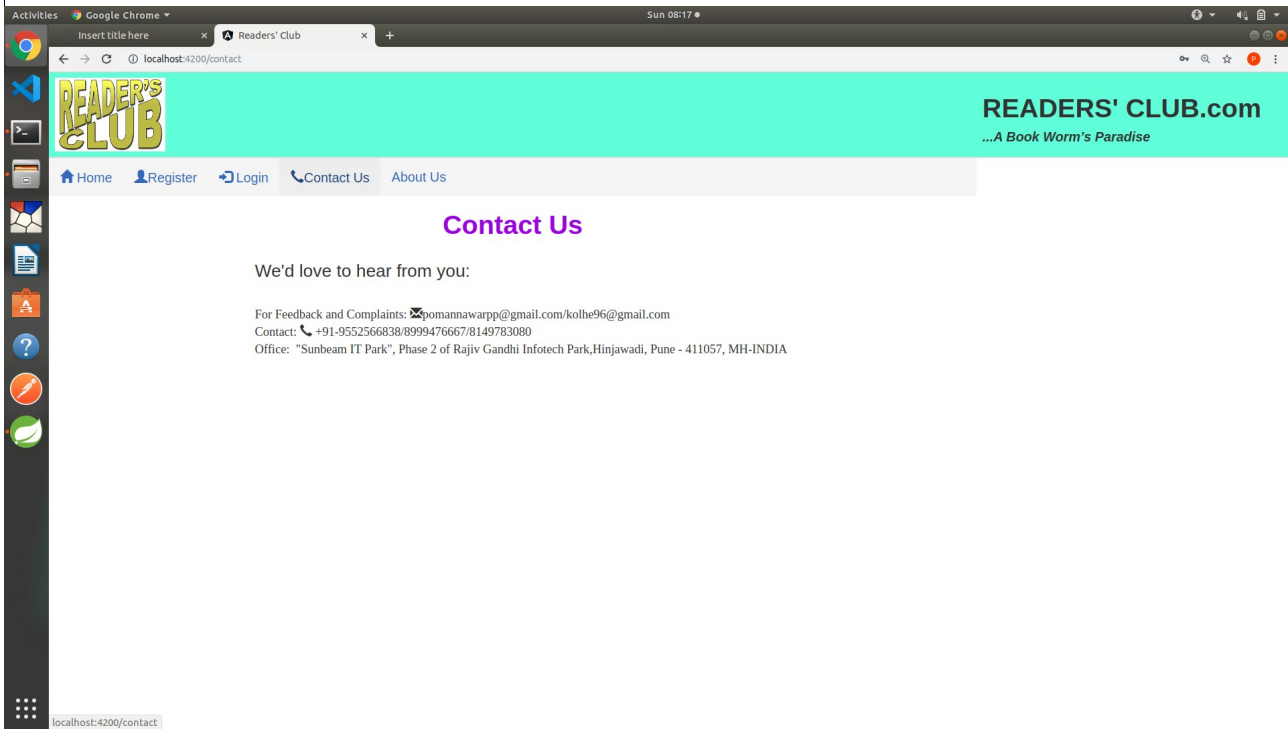 Activities Google Chrome Sun 08:17
Insert title here × Readers' Club × +
localhost:4200/contact P
READER'S CLUB
READERS' CLUB.com
...A Book Worm's Paradise
Home Register Login Contact Us About Us
Contact Us
We'd love to hear from you:
For Feedback and Complaints: pomannawarpp@gmail.com/kolhe96@gmail.com
Contact: +91-9552566838/8999476667/8149783080
Office: "Sunbeam IT Park", Phase 2 of Rajiv Gandhi Infotech Park,Hinjawadi, Pune - 411057, MH-INDIA
localhost:4200/contact